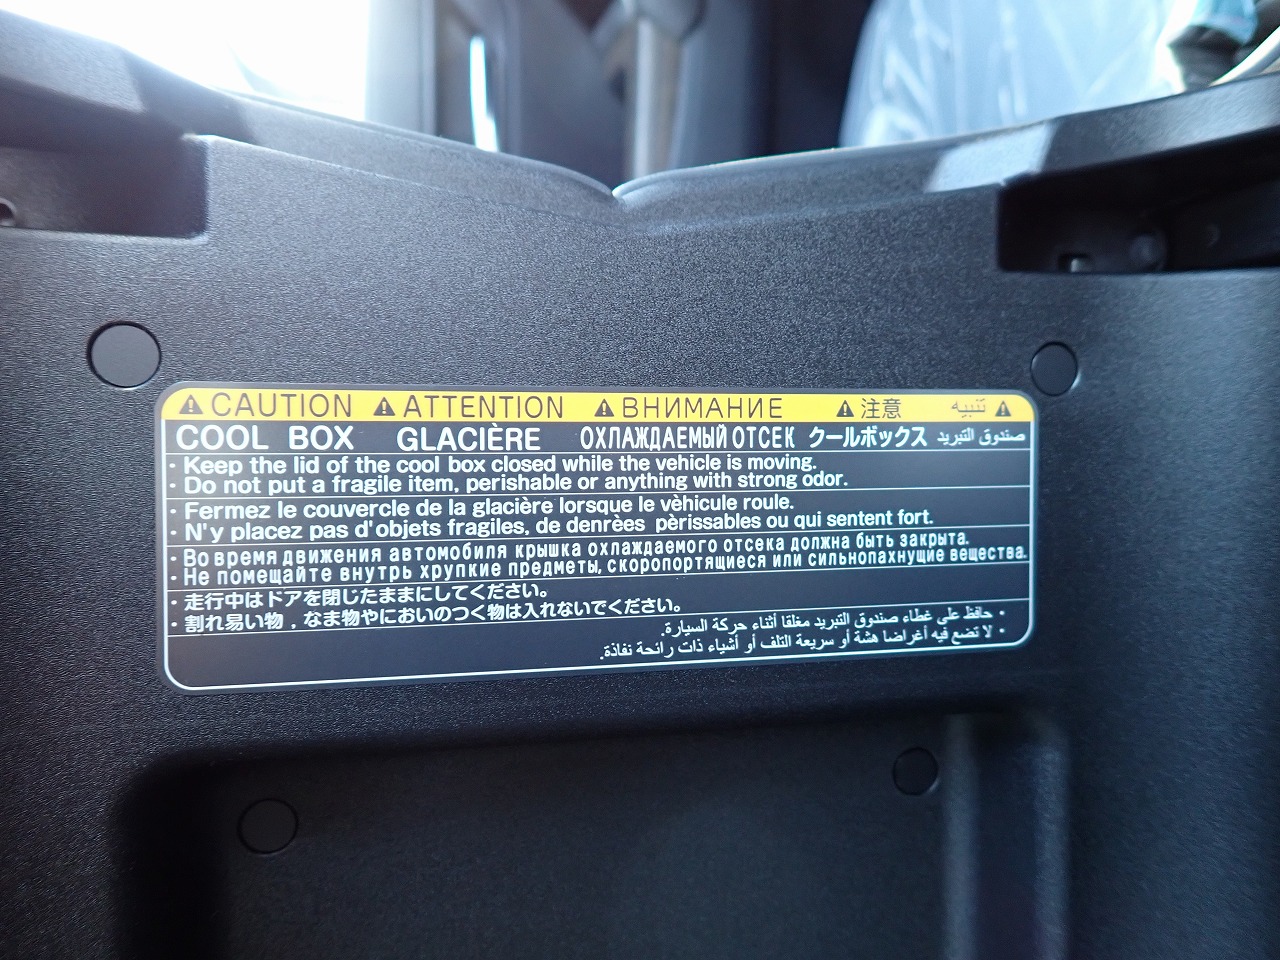 ⚠ CAUTION ⚠ ATTENTION ⚠ ВНИМАНИЕ ⚠ 注意 تنبيه ⚠
COOL BOX GLACIÈRE ОХЛАЖДАЕМЫЙ ОТСЕК クールボックス صندوق التبريد
· Keep the lid of the cool box closed while the vehicle is moving.
· Do not put a fragile item, perishable or anything with strong odor.
· Fermez le couvercle de la glacière lorsque le vèhicule roule.
· N'y placez pas d'objets fragiles, de denrèes pèrissables ou qui sentent fort.
· Во время движения автомобиля крышка охлаждаемого отсека должна быть закрыта.
· Не помещайте внутрь хрупкие предметы, скоропортящиеся или сильнопахнущие вещества.
· 走行中はドアを閉じたままにしてください。
· 割れ易い物，なま物やにおいのつく物は入れないでください。
· حافظ على غطاء صندوق التبريد مغلقا أثناء حركة السيارة.
· لا تضع فيه أغراضا هشة أو سريعة التلف أو أشياء ذات رائحة نفاذة.